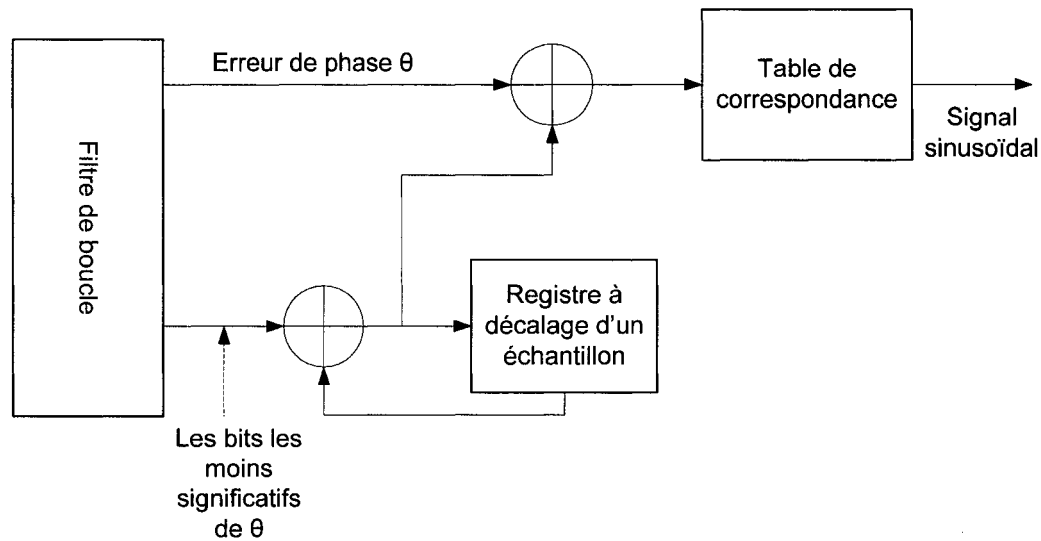 Filtre de boucle
Erreur de phase θ
Table de
correspondance
Signal
sinusoïdal
Registre à
décalage d'un
échantillon
Les bits les
moins
significatifs
de θ